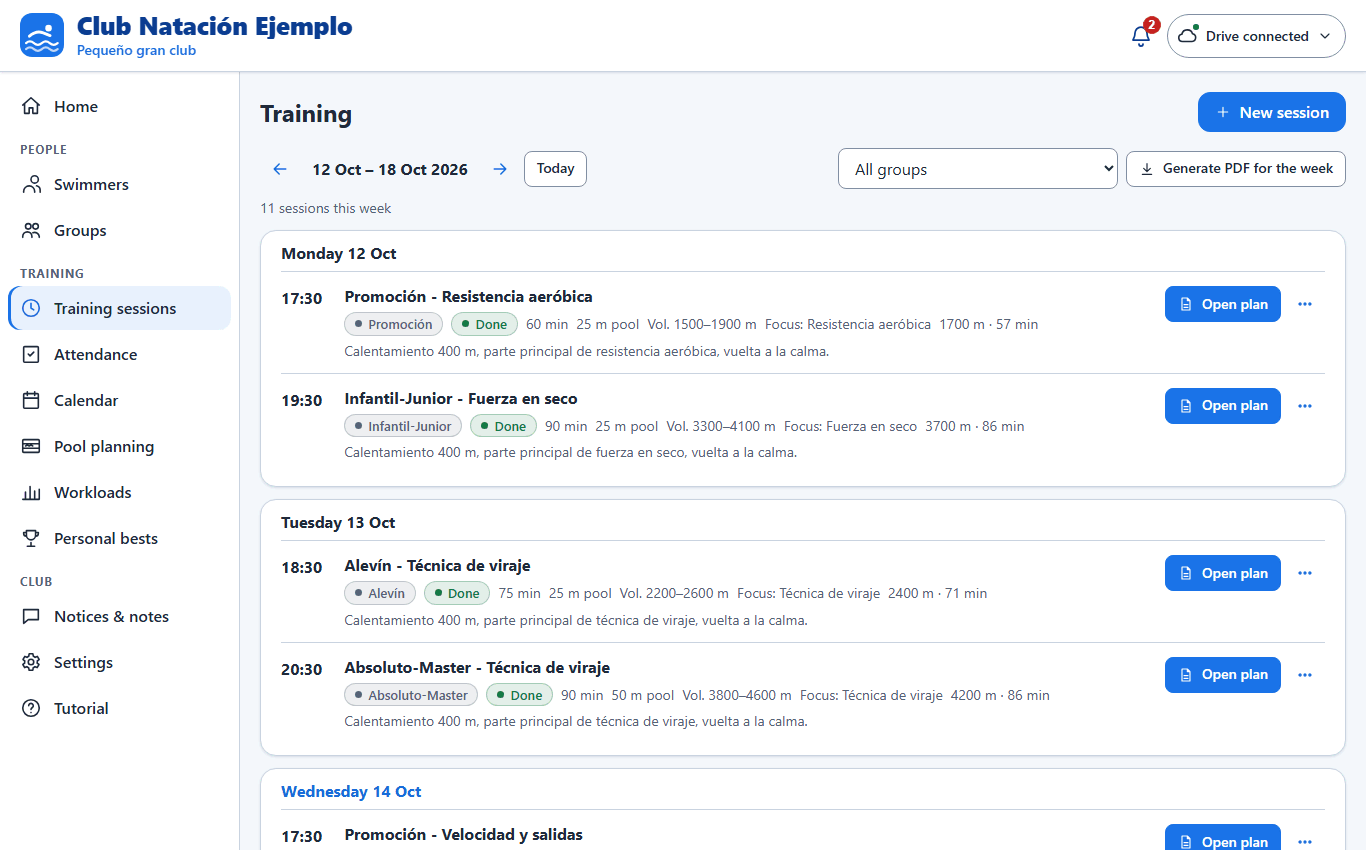 Club Natación Ejemplo
Pequeño gran club
2
Drive connected
Home
PEOPLE
Swimmers
Groups
TRAINING
Training sessions
Attendance
Calendar
Pool planning
Workloads
Personal bests
CLUB
Notices & notes
Settings
Tutorial
Training
+ New session
12 Oct – 18 Oct 2026
Today
All groups
Generate PDF for the week
11 sessions this week
Monday 12 Oct
17:30 Promoción - Resistencia aeróbica
Open plan
Promoción Done 60 min 25 m pool Vol. 1500–1900 m Focus: Resistencia aeróbica 1700 m · 57 min
Calentamiento 400 m, parte principal de resistencia aeróbica, vuelta a la calma.
19:30 Infantil-Junior - Fuerza en seco
Open plan
Infantil-Junior Done 90 min 25 m pool Vol. 3300–4100 m Focus: Fuerza en seco 3700 m · 86 min
Calentamiento 400 m, parte principal de fuerza en seco, vuelta a la calma.
Tuesday 13 Oct
18:30 Alevín - Técnica de viraje
Open plan
Alevín Done 75 min 25 m pool Vol. 2200–2600 m Focus: Técnica de viraje 2400 m · 71 min
Calentamiento 400 m, parte principal de técnica de viraje, vuelta a la calma.
20:30 Absoluto-Master - Técnica de viraje
Open plan
Absoluto-Master Done 90 min 50 m pool Vol. 3800–4600 m Focus: Técnica de viraje 4200 m · 86 min
Calentamiento 400 m, parte principal de técnica de viraje, vuelta a la calma.
Wednesday 14 Oct
17:30 Promoción - Velocidad y salidas
Open plan